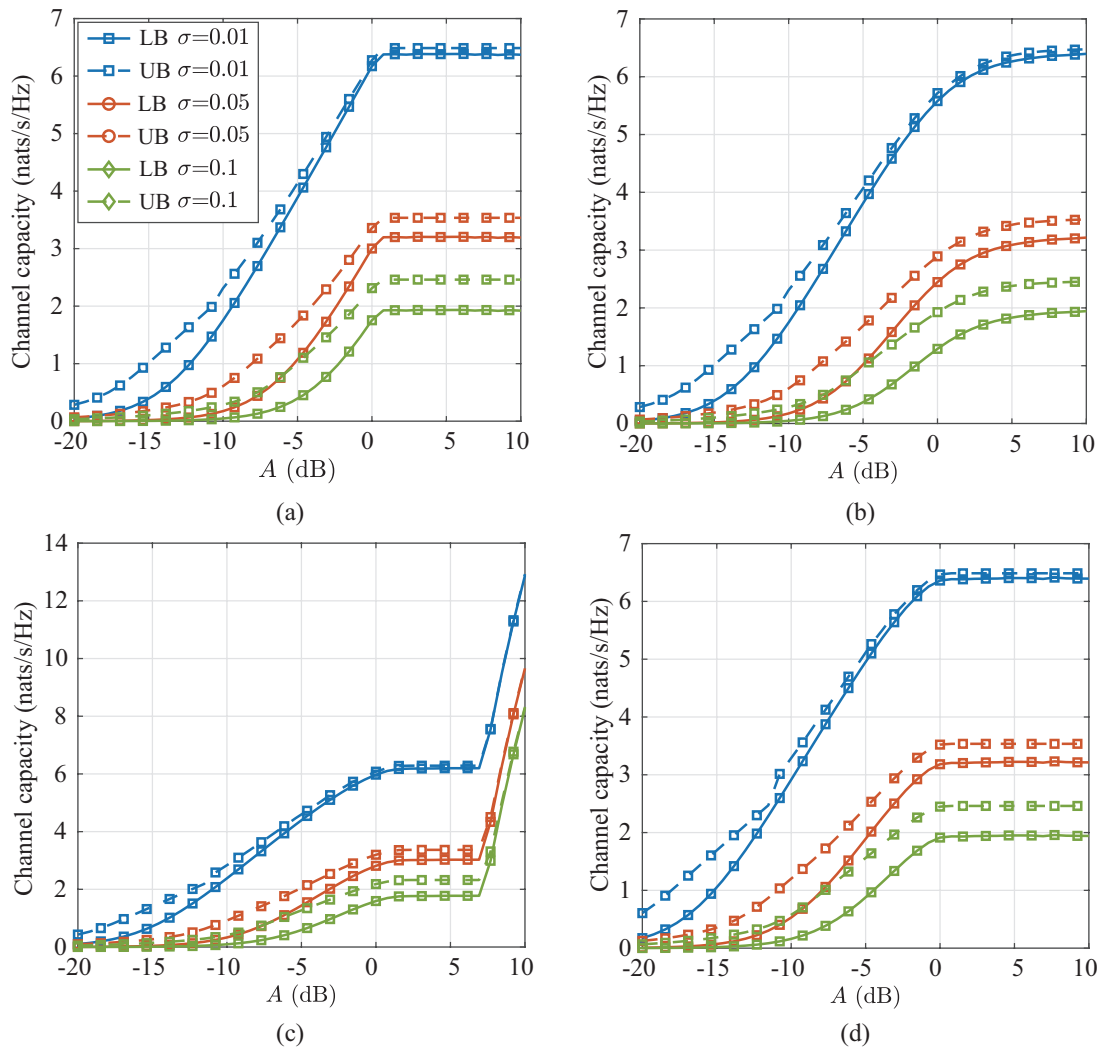 7
6
5
4
3
2
1
0
Channel capacity (nats/s/Hz)
LB σ=0.01
UB σ=0.01
LB σ=0.05
UB σ=0.05
LB σ=0.1
UB σ=0.1
-20 -15 -10 -5 0 5 10
A (dB)
(a)
7
6
5
4
3
2
1
0
Channel capacity (nats/s/Hz)
-20 -15 -10 -5 0 5 10
A (dB)
(b)
14
12
10
8
6
4
2
0
Channel capacity (nats/s/Hz)
-20 -15 -10 -5 0 5 10
A (dB)
(c)
7
6
5
4
3
2
1
0
Channel capacity (nats/s/Hz)
-20 -15 -10 -5 0 5 10
A (dB)
(d)